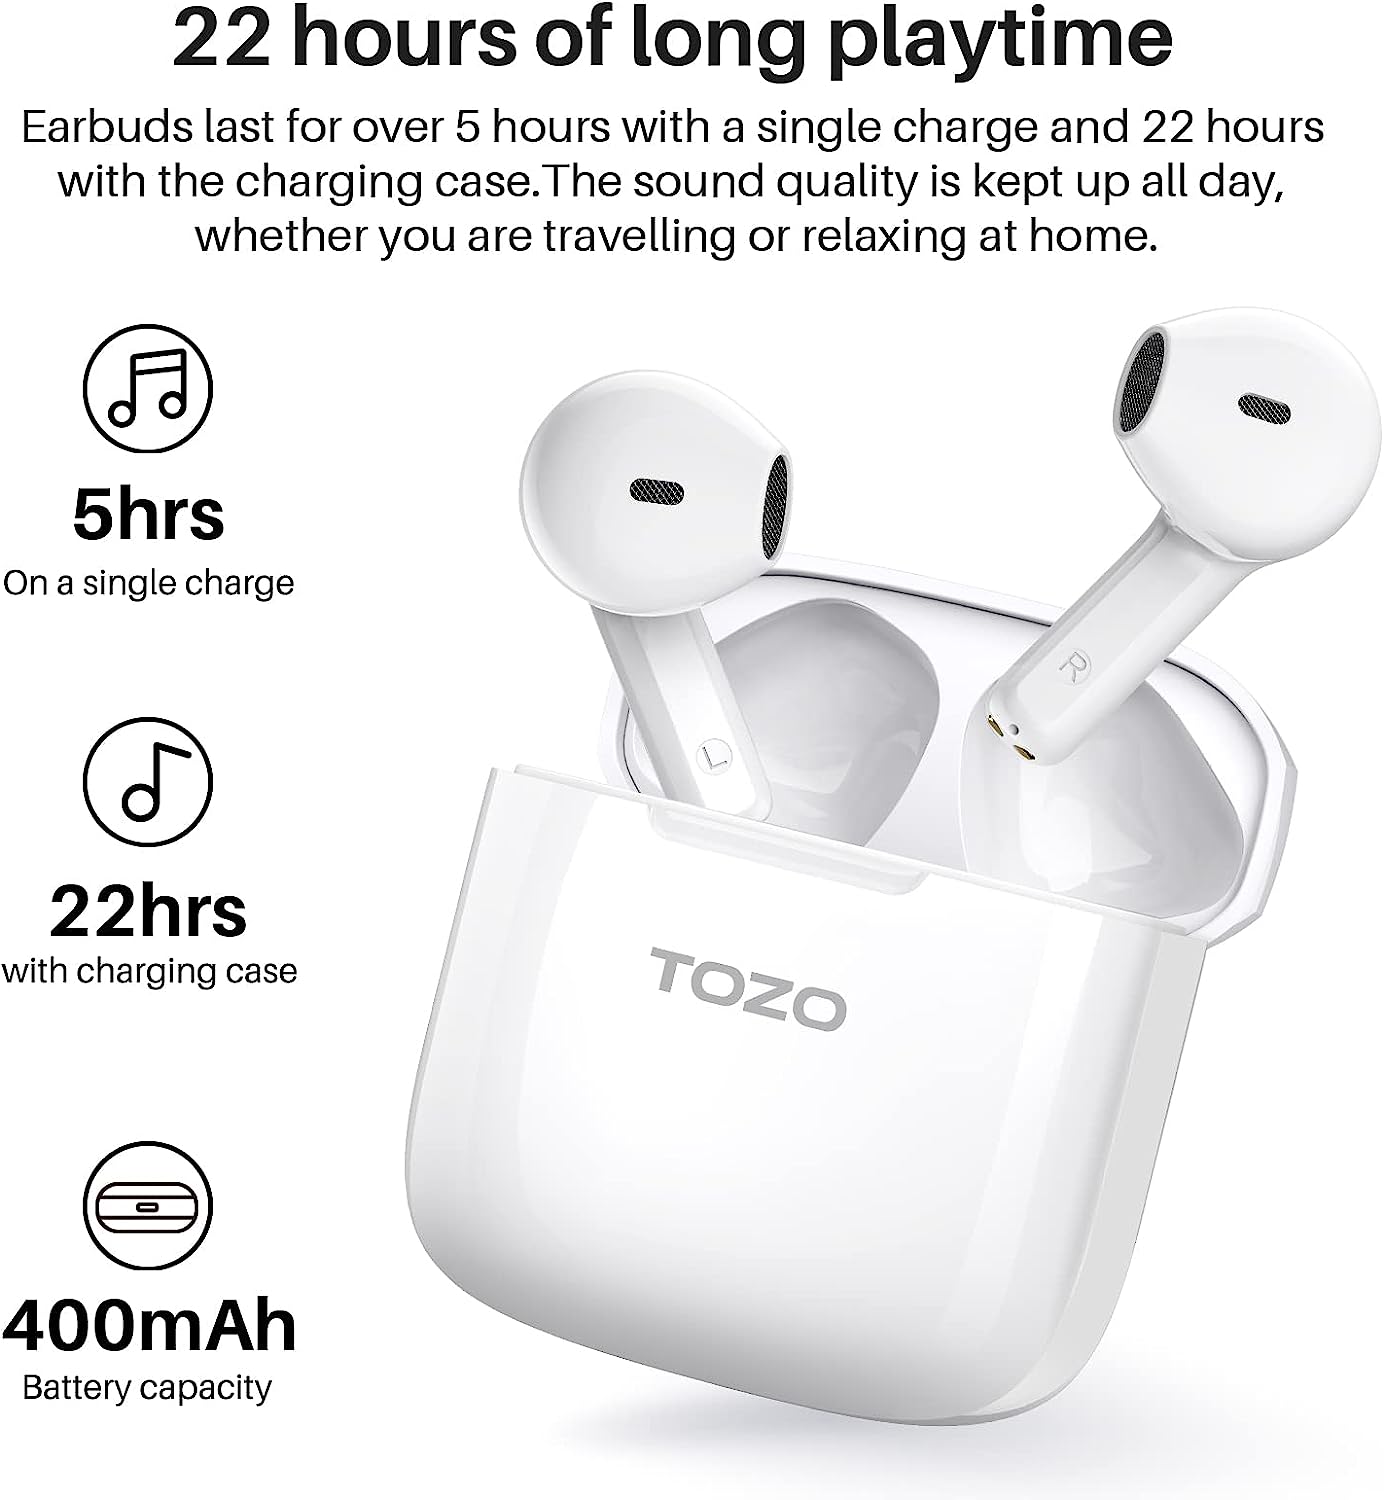 22 hours of long playtime
Earbuds last for over 5 hours with a single charge and 22 hours
with the charging case.The sound quality is kept up all day,
whether you are travelling or relaxing at home.
5hrs
On a single charge
22hrs
with charging case
400mAh
Battery capacity
L
R
TOZO